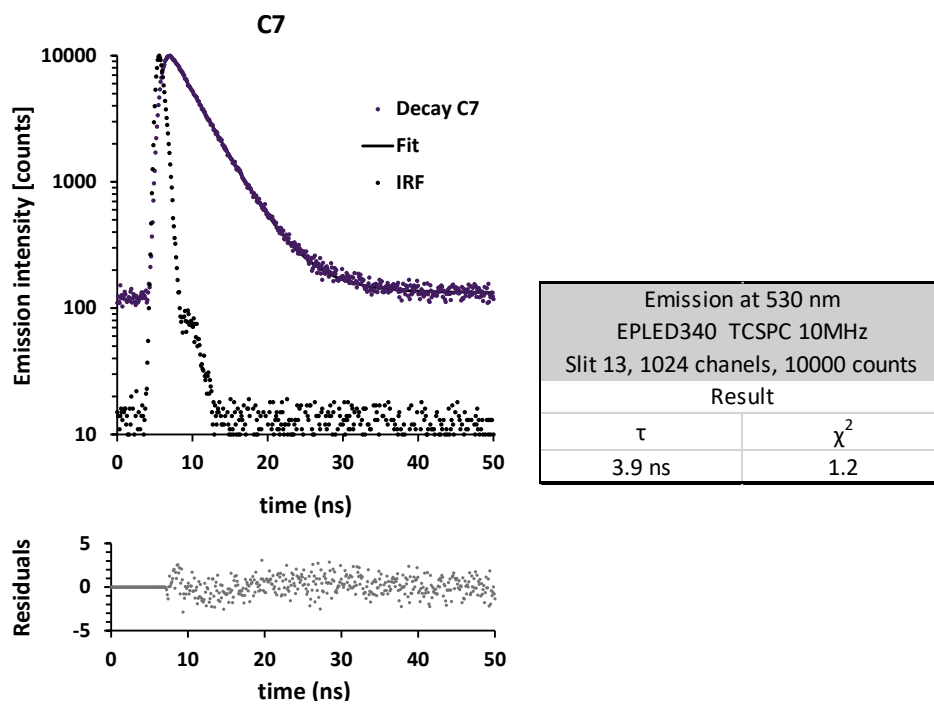 C7
Emission intensity [counts]
10000
1000
100
10
Decay C7
Fit
IRF
0 10 20 30 40 50
time (ns)
Emission at 530 nm
EPLED340 TCSPC 10MHz
Slit 13, 1024 channels, 10000 counts
Result
τ χ²
3.9 ns 1.2
Residuals
5
0
-5
0 10 20 30 40 50
time (ns)